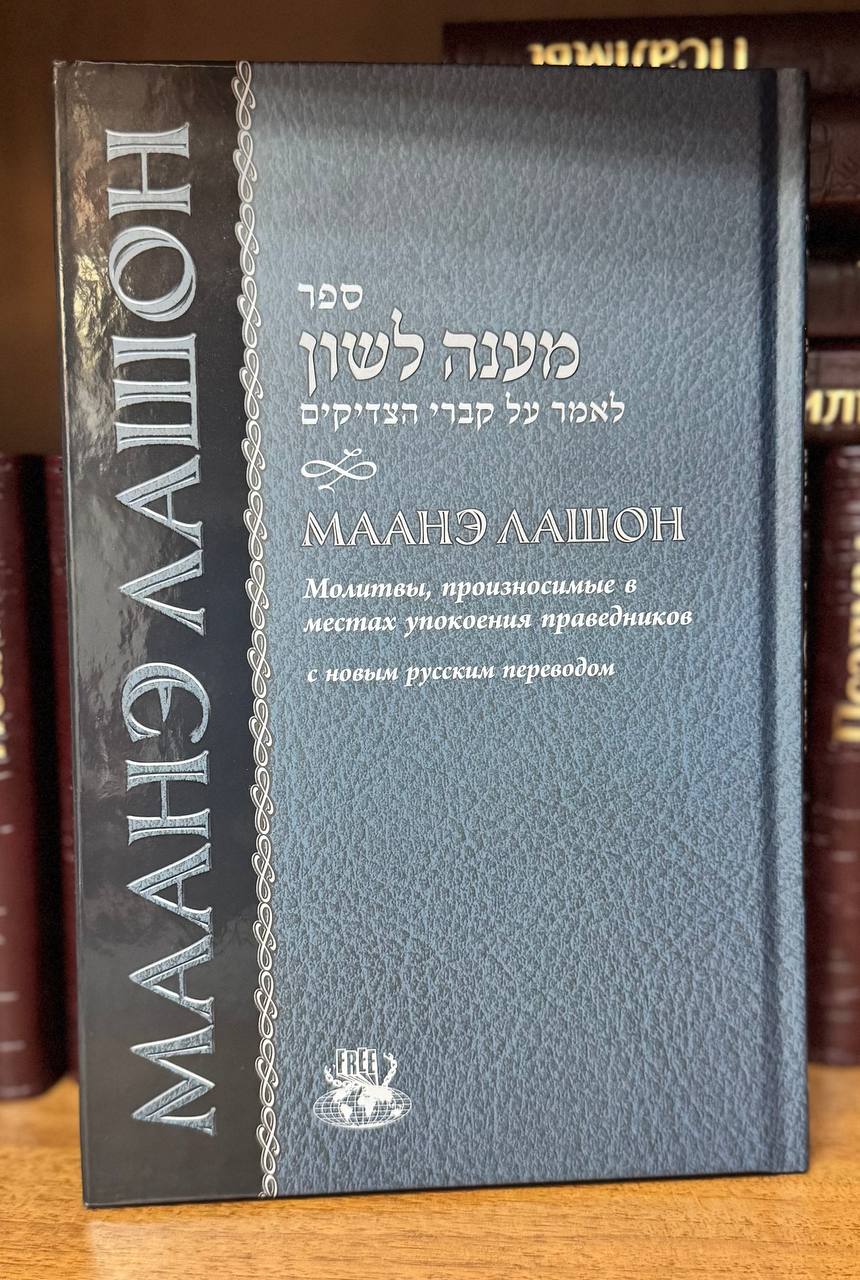 МААНЭ ЛАШОН
ספר
מענה לשון
לאמר על קברי הצדיקים
МААНЭ ЛАШОН
Молитвы, произносимые в
местах упокоения праведников
с новым русским переводом
FREE
Псалмы